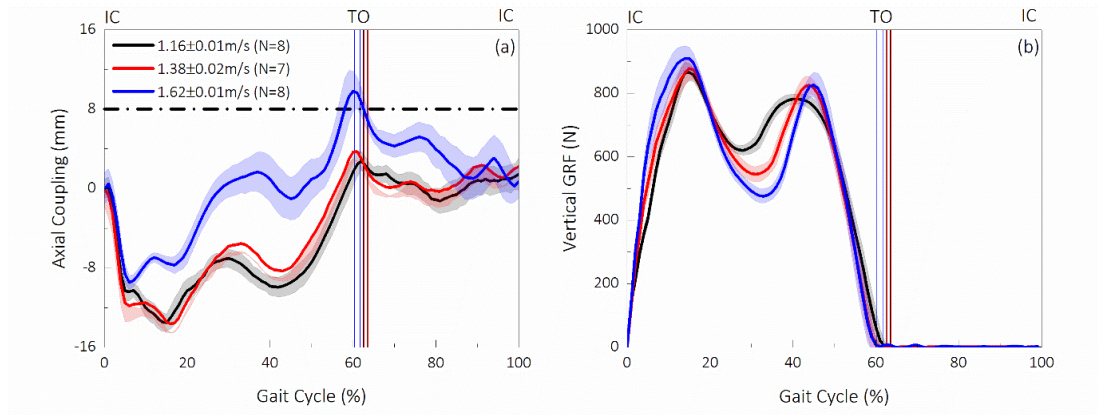 IC TO IC
16
8
0
-8
-16
Axial Coupling (mm)
(a)
1.16±0.01m/s (N=8)
1.38±0.02m/s (N=7)
1.62±0.01m/s (N=8)
0 20 40 60 80 100
Gait Cycle (%)
IC TO IC
1000
800
600
400
200
0
Vertical GRF (N)
(b)
0 20 40 60 80 100
Gait Cycle (%)